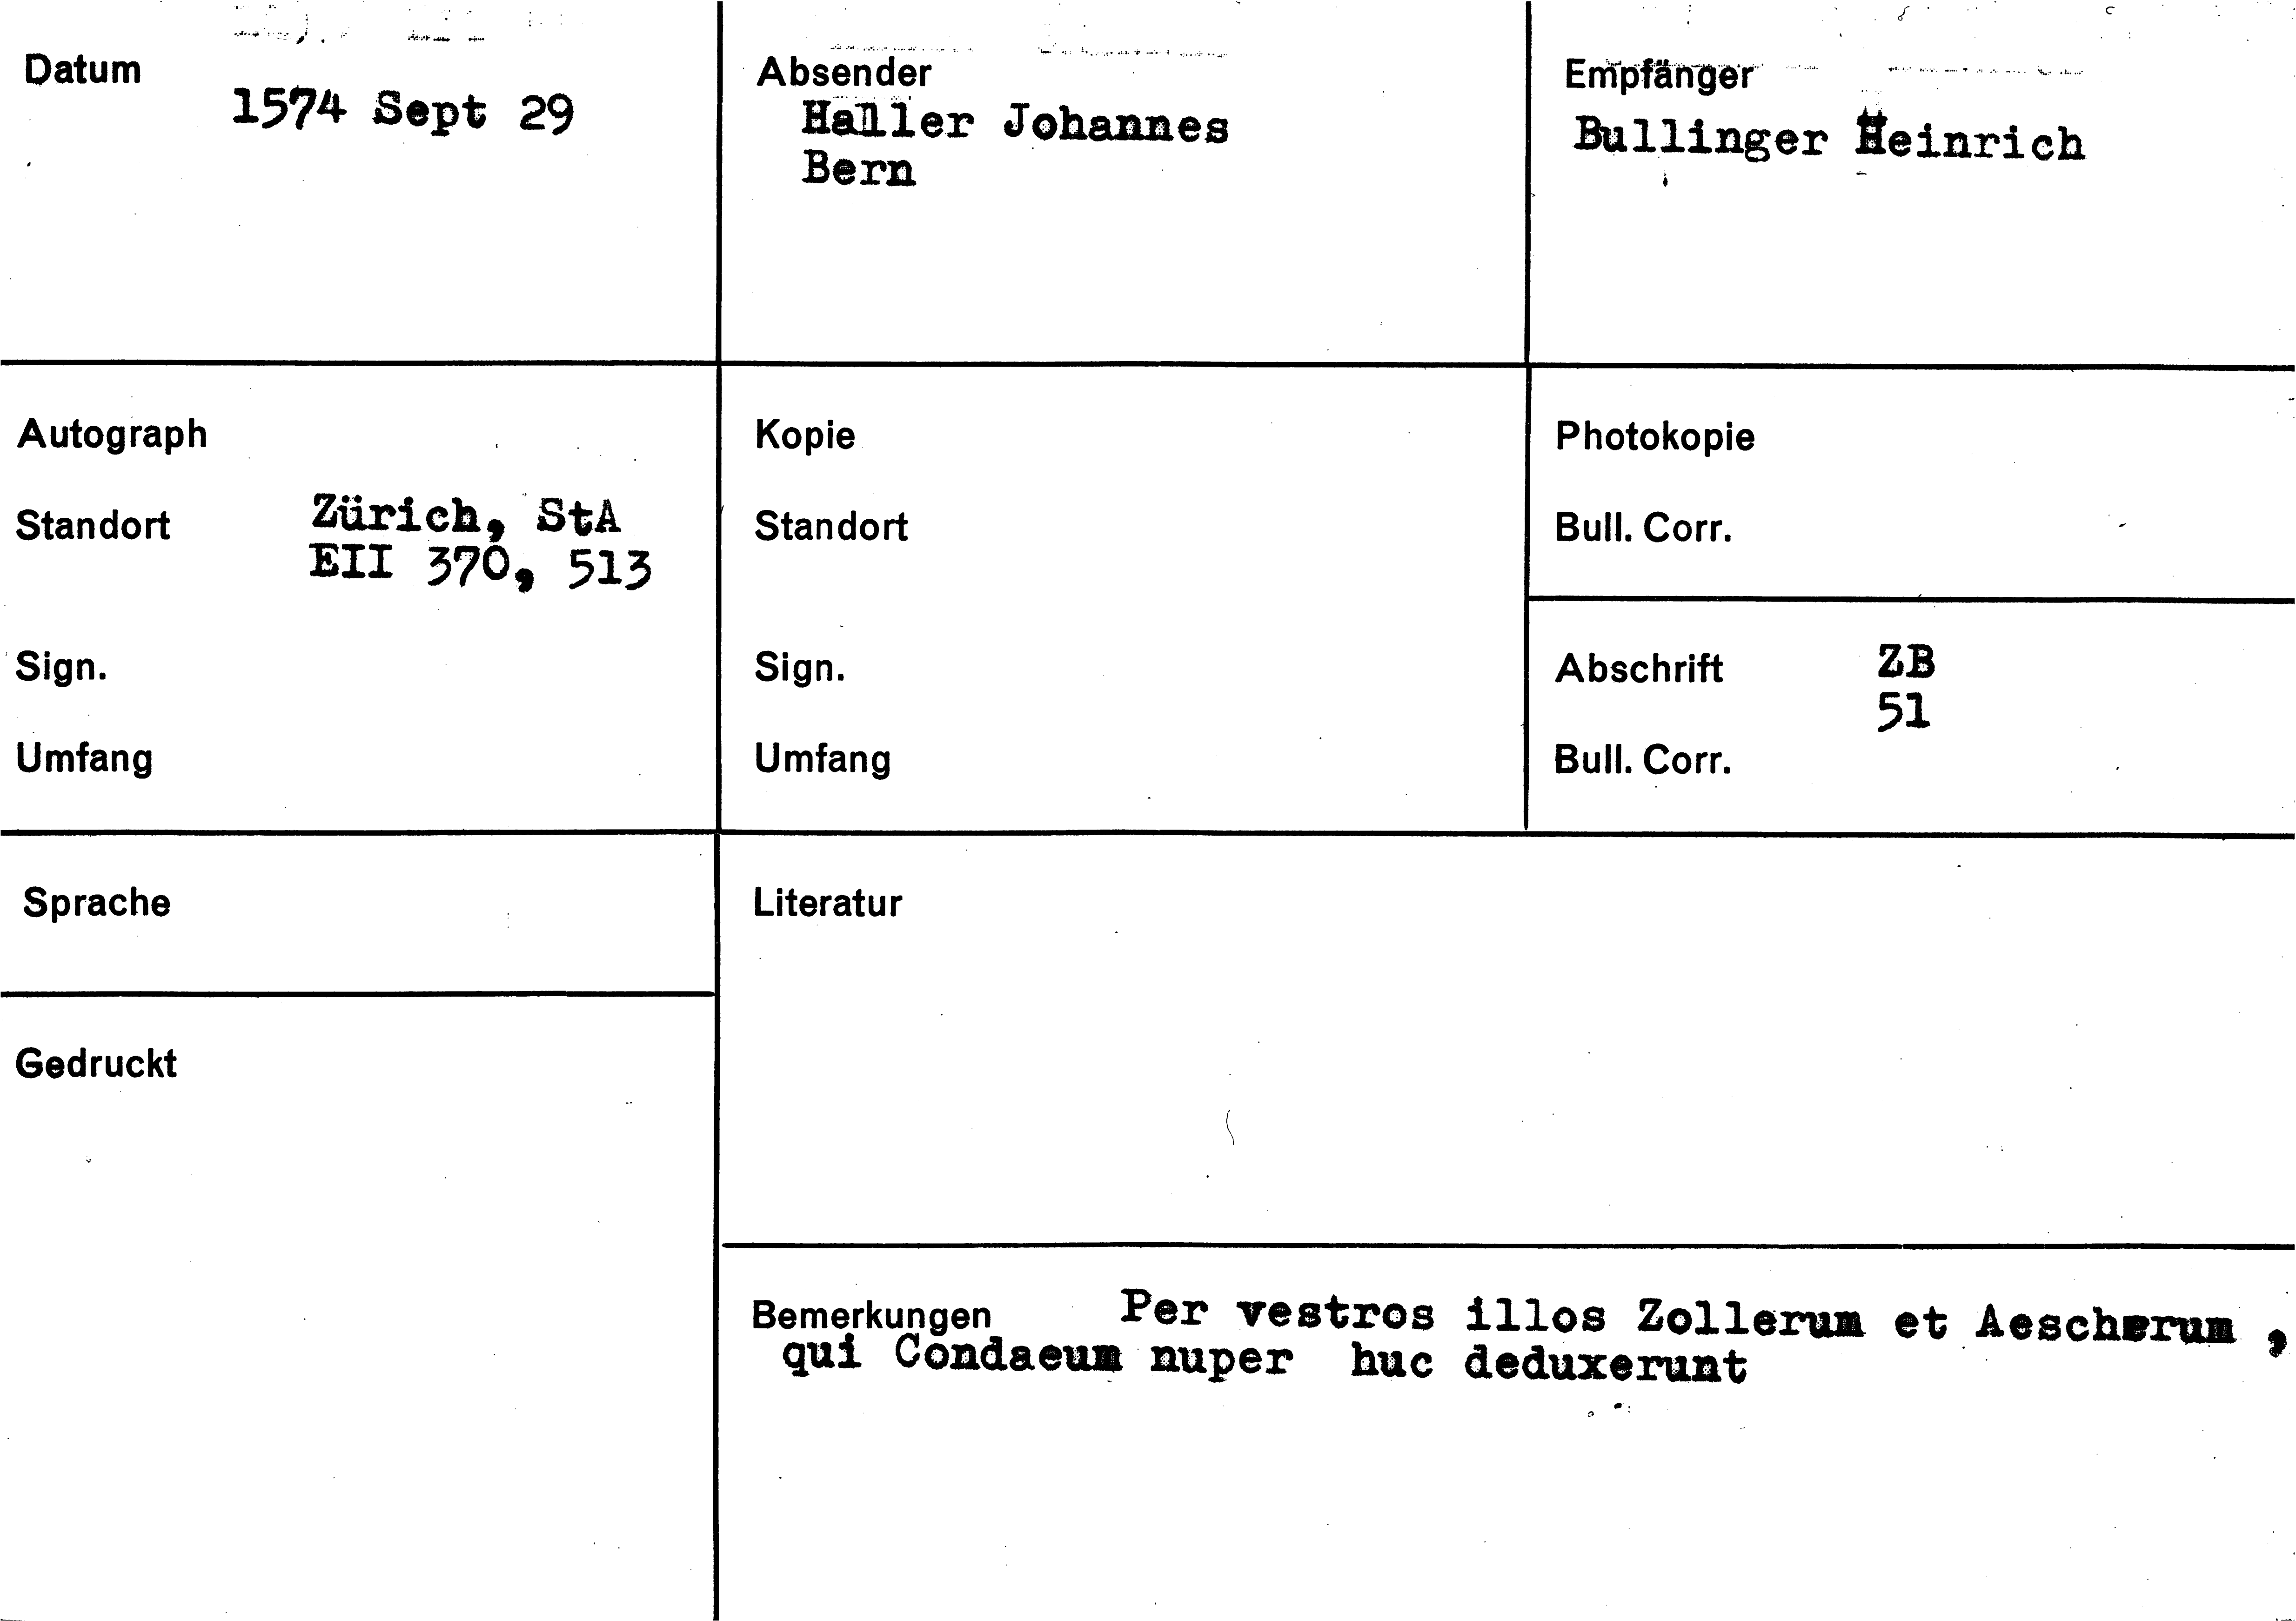 Datum
1574 Sept 29
Absender
Haller Johannes
Bern
Empfänger
Bullinger Heinrich
Autograph
Standort Zürich, StA
EII 370, 513
Sign.
Umfang
Kopie
Standort
Sign.
Umfang
Photokopie
Bull. Corr.
Abschrift ZB
51
Bull. Corr.
Sprache
Literatur
Gedruckt
Bemerkungen Per vestros illos Zollerum et Aescherum ,
qui Condaeum nuper huc deduxerunt